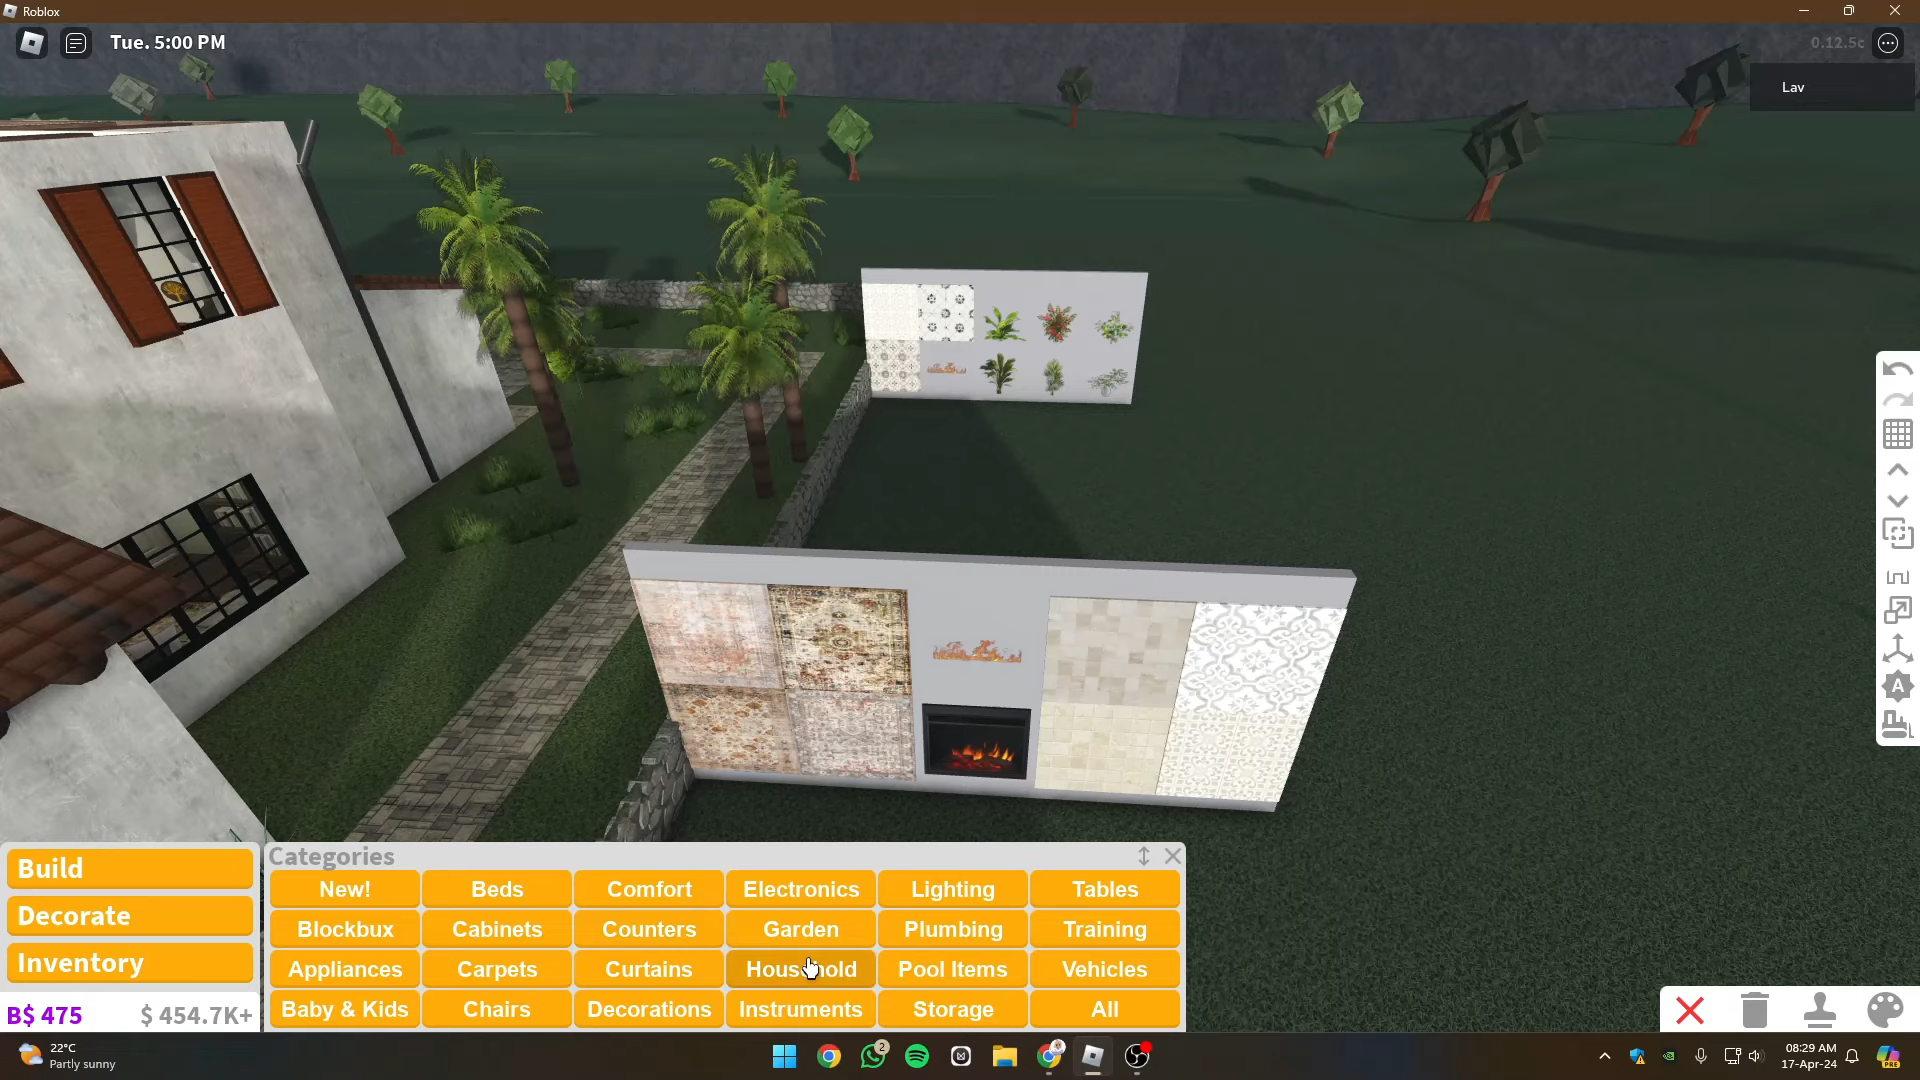 Roblox
Tue. 5:00 PM
0.12.5c
Lav
A
Build
Decorate
Inventory
B$ 475
$ 454.7K+
Categories
New!
Beds
Comfort
Electronics
Lighting
Tables
Blockbux
Cabinets
Counters
Garden
Plumbing
Training
Appliances
Carpets
Curtains
Household
Pool Items
Vehicles
Baby & Kids
Chairs
Decorations
Instruments
Storage
All
22°C
Partly sunny
2
08:29 AM
17-Apr-24
PRE